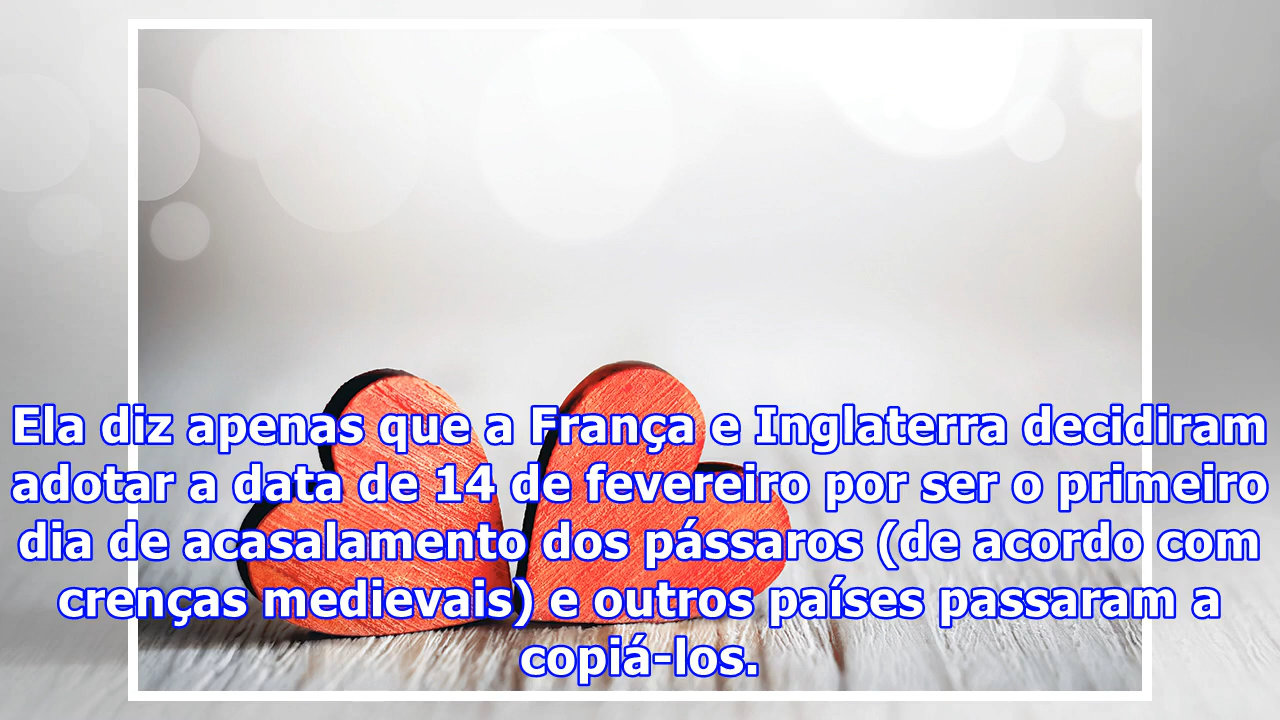 Ela diz apenas que a França e Inglaterra decidiram
adotar a data de 14 de fevereiro por ser o primeiro
dia de acasalamento dos pássaros (de acordo com
crenças medievais) e outros países passaram a
copiá-los.